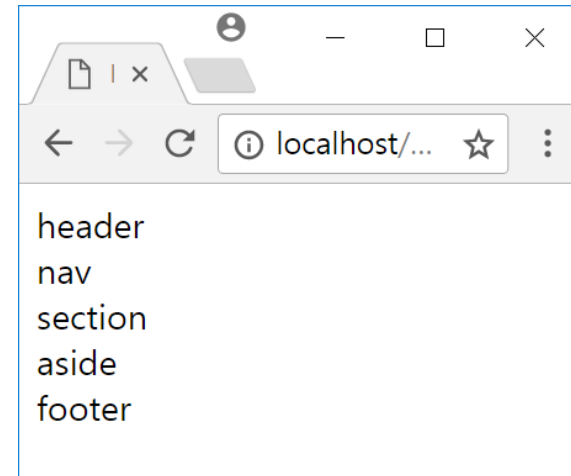 localhost/...
header
nav
section
aside
footer